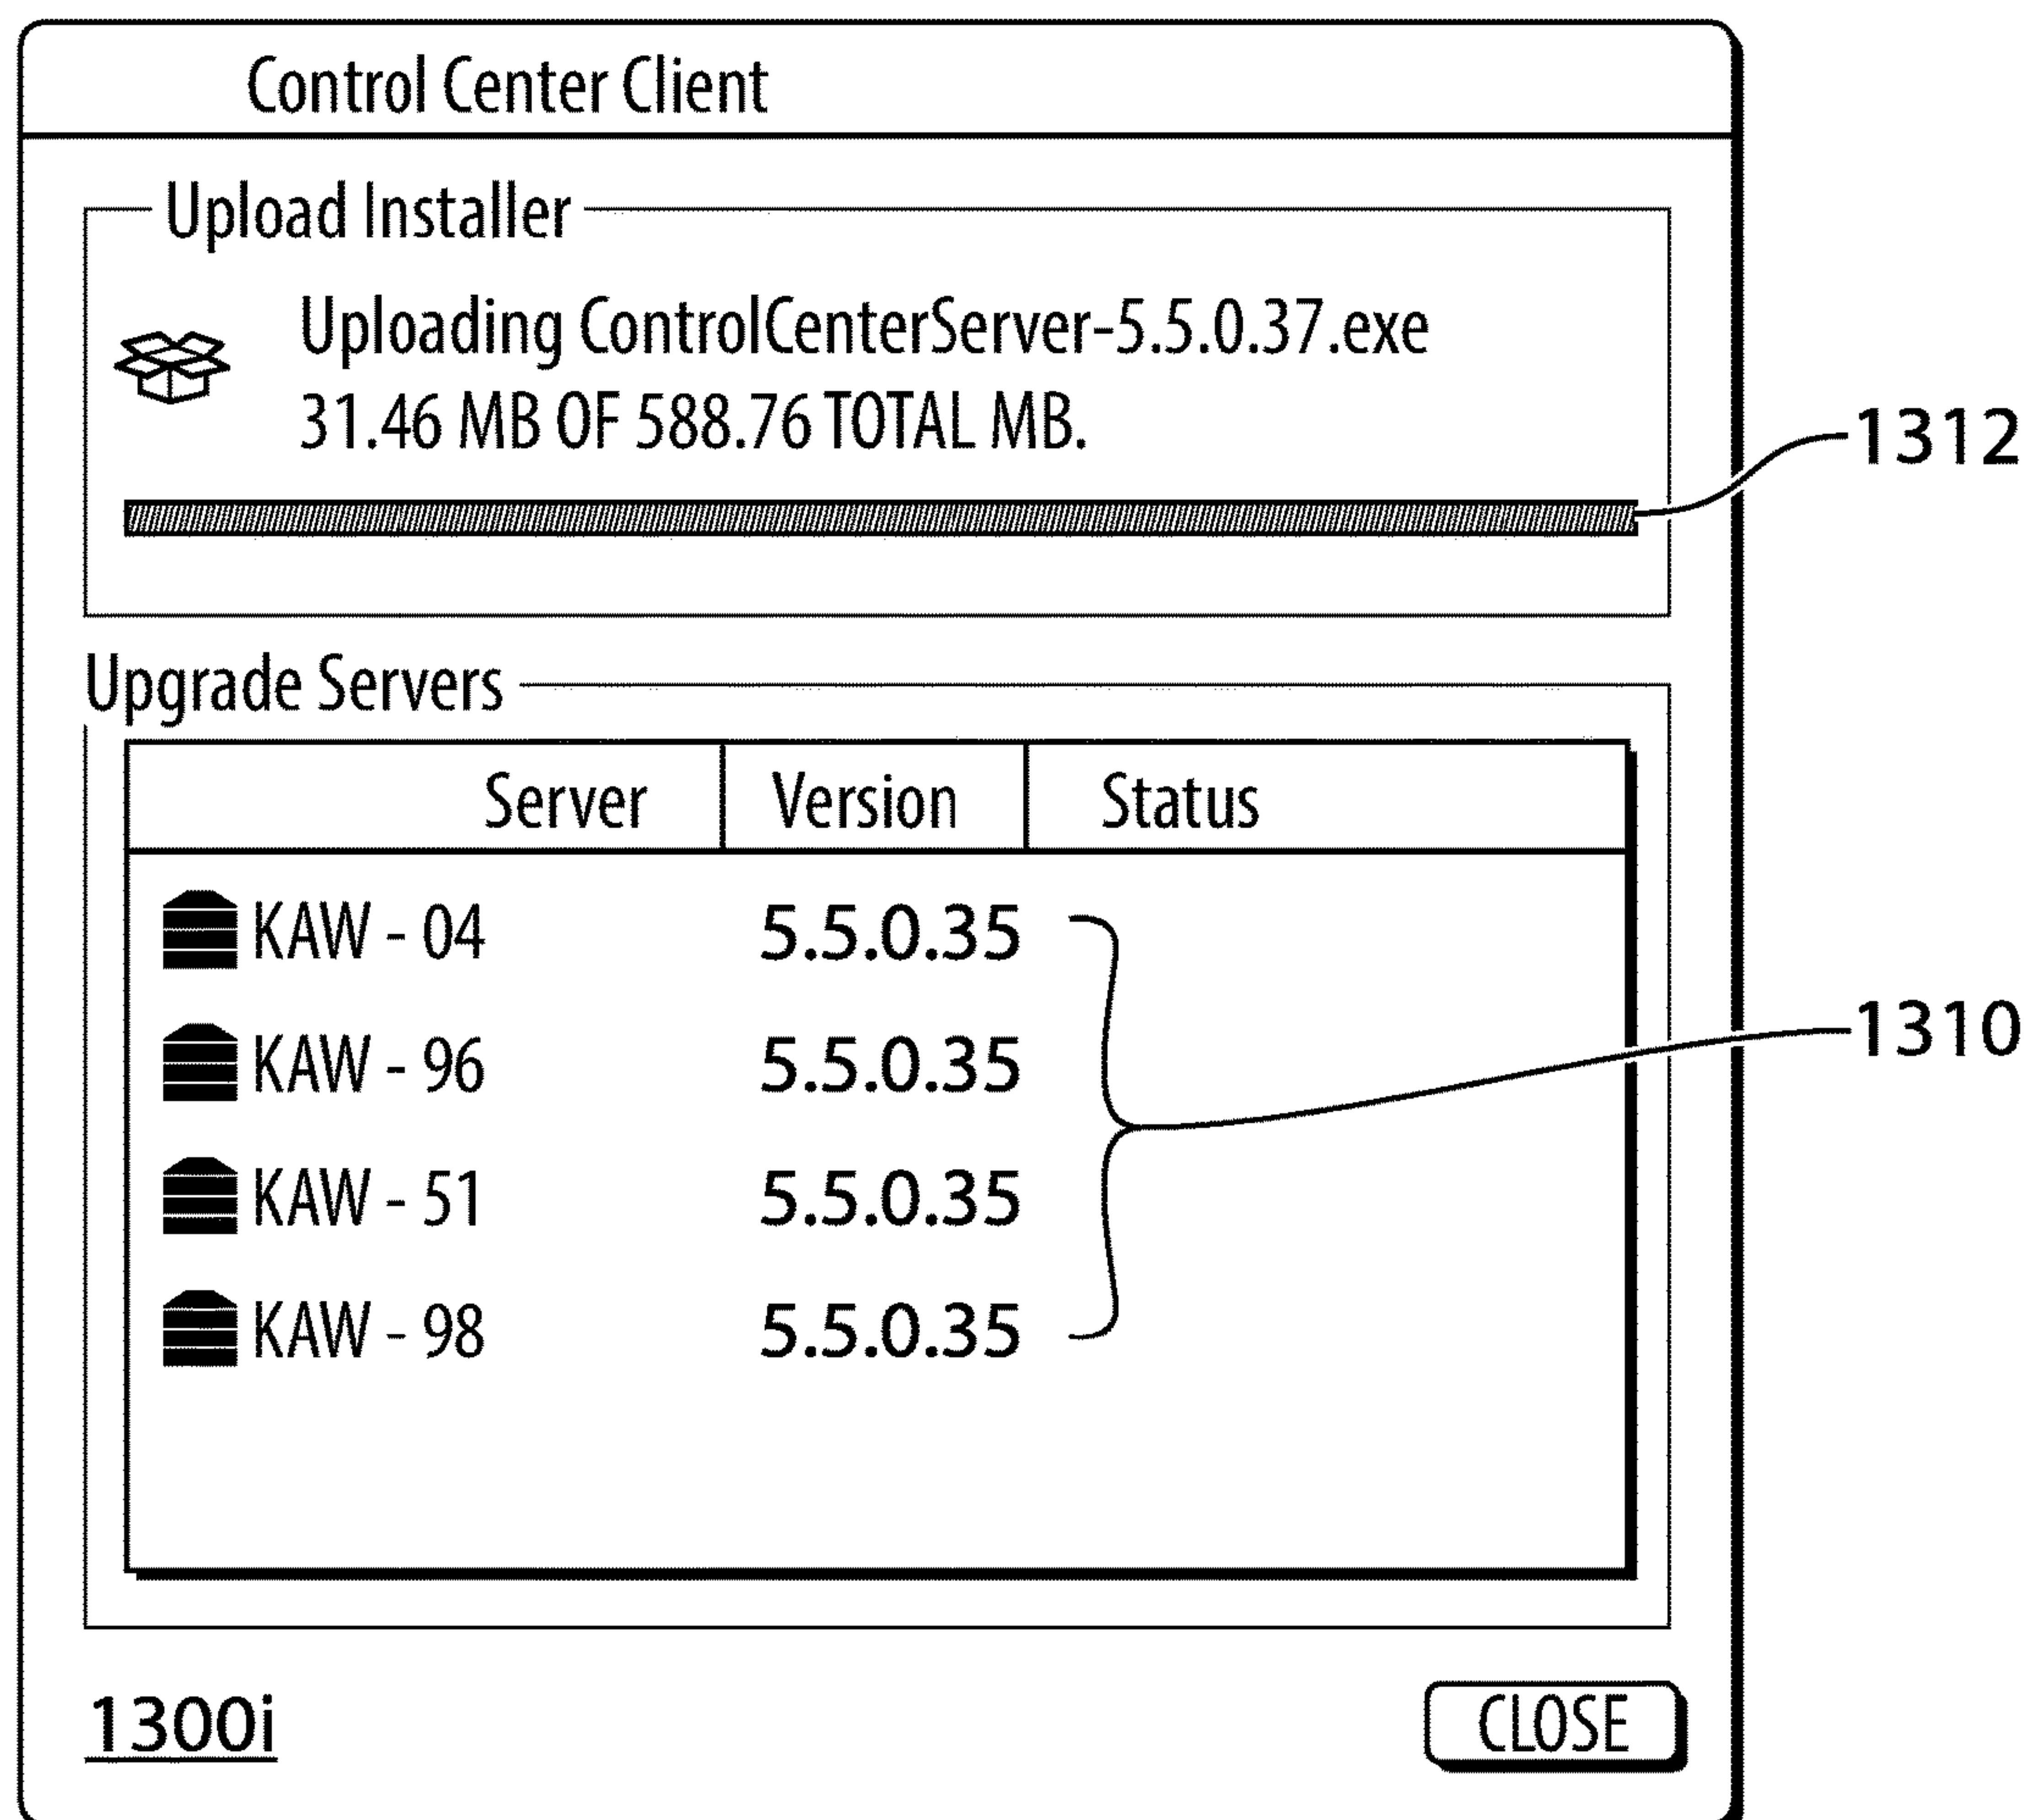 Control Center Client
Upload Installer
Uploading ControlCenterServer-5.5.0.37.exe
31.46 MB OF 588.76 TOTAL MB.
1312
Upgrade Servers
Server Version Status
KAW - 04 5.5.0.35
KAW - 96 5.5.0.35
1310
KAW - 51 5.5.0.35
KAW - 98 5.5.0.35
1300i
CLOSE